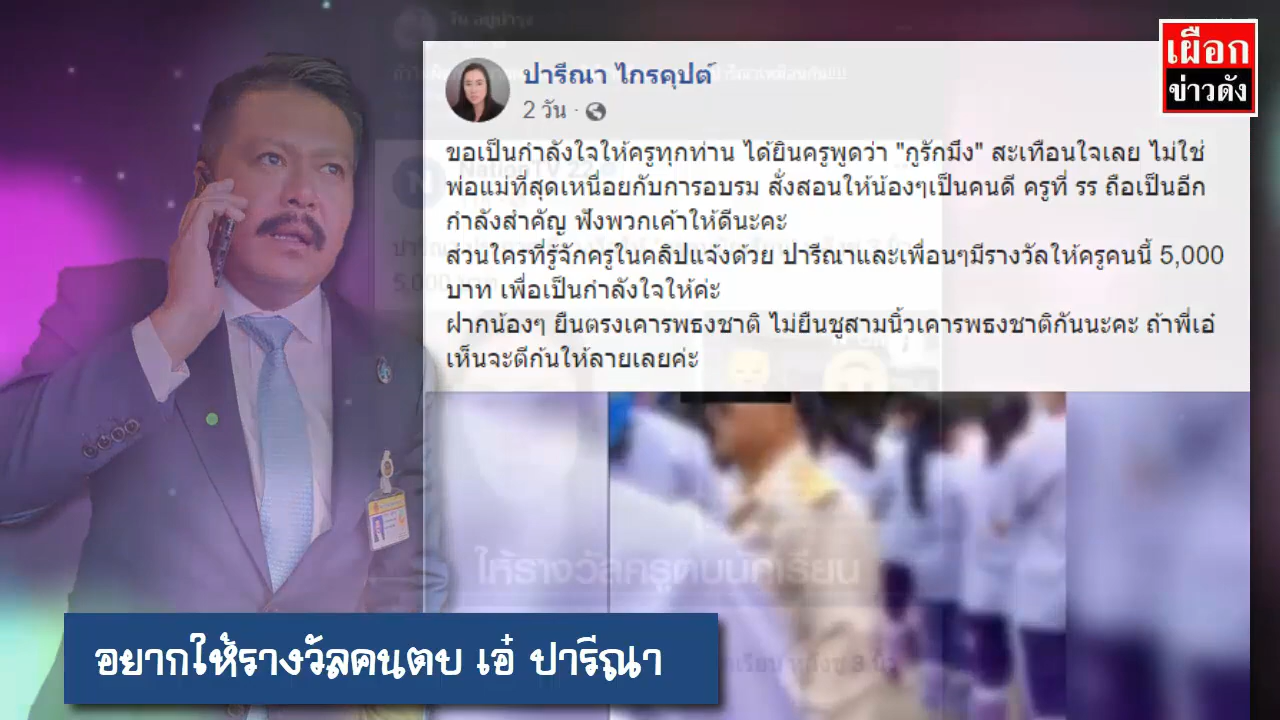 วัน อยู่บำรุง
เผือก
ข่าวดัง
ปารีณา ไกรคุปต์
2 วัน ·
ขอเป็นกำลังใจให้ครูทุกท่าน ได้ยินครูพูดว่า "กูรักมึง" สะเทือนใจเลย ไม่ใช่
พ่อแม่ที่สุดเหนื่อยกับการอบรม สั่งสอนให้น้องๆเป็นคนดี ครูที่ รร ถือเป็นอีก
กำลังสำคัญ ฟังพวกเค้าให้ดีนะคะ
ส่วนใครที่รู้จักครูในคลิปแจ้งด้วย ปารีณาและเพื่อนๆมีรางวัลให้ครูคนนี้ 5,000
บาท เพื่อเป็นกำลังใจให้ค่ะ
ฝากน้องๆ ยืนตรงเคารพธงชาติ ไม่ยืนชูสามนิ้วเคารพธงชาติกันนะคะ ถ้าพี่เอ๋
เห็นจะตีก้นให้ลายเลยค่ะ
NationTV 22
ให้รางวัลครูตบนักเรียน
อยากให้รางวัลคนตบ เอ๋ ปารีณา